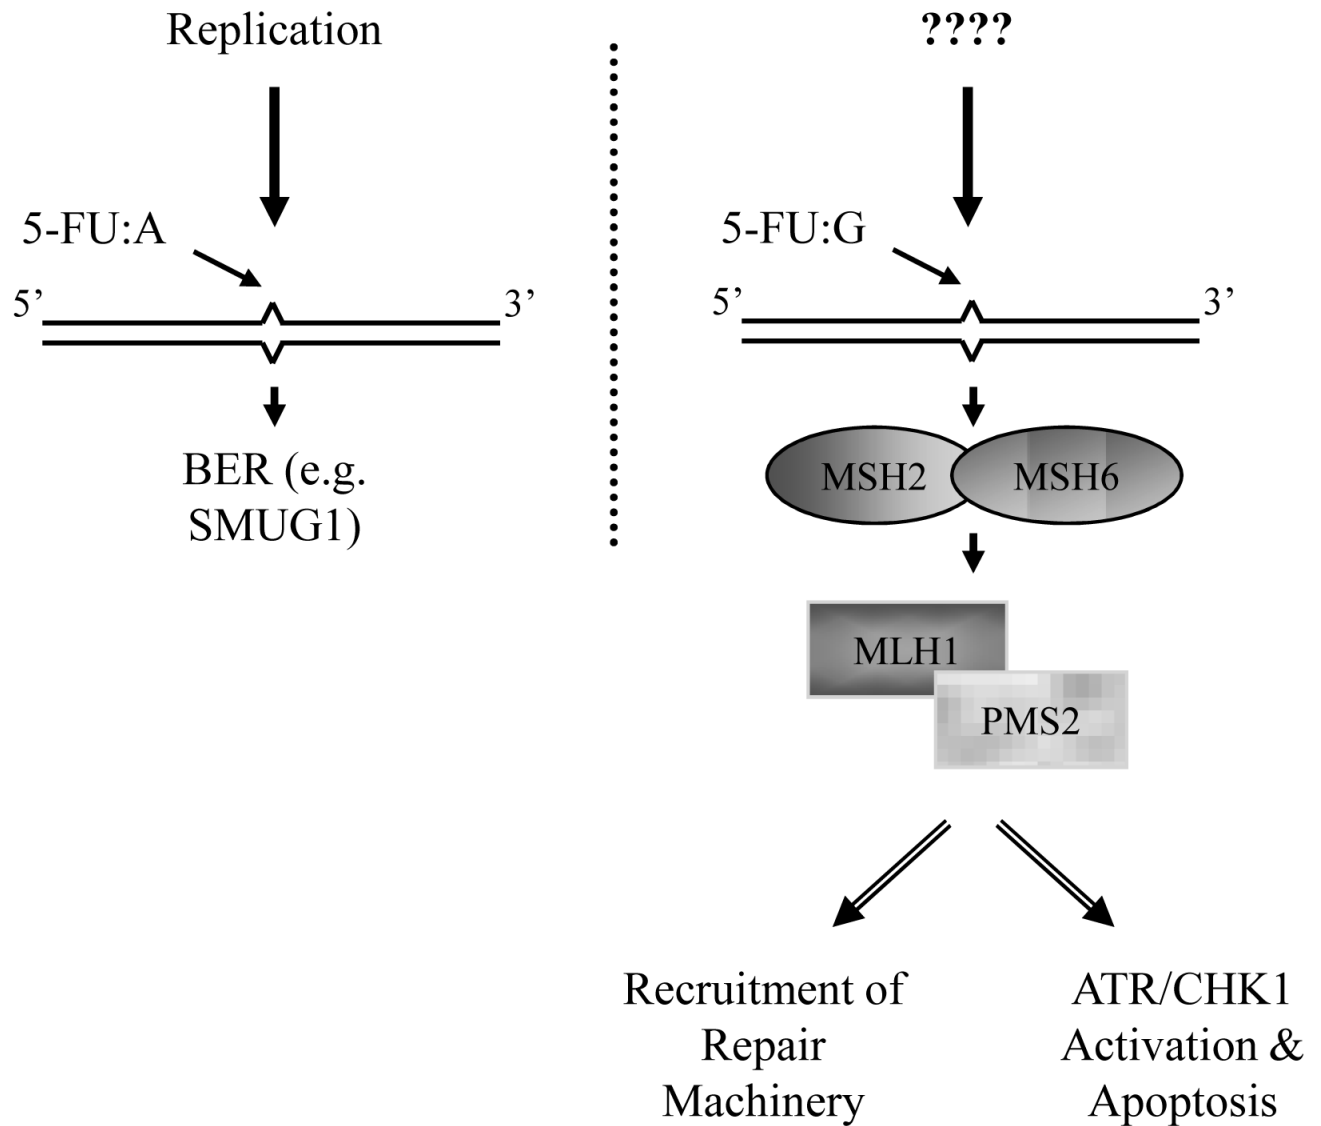 Replication
5-FU:A
5’
3’
BER (e.g.
SMUG1)
????
5-FU:G
5’
3’
MSH2
MSH6
MLH1
PMS2
Recruitment of
Repair
Machinery
ATR/CHK1
Activation &
Apoptosis